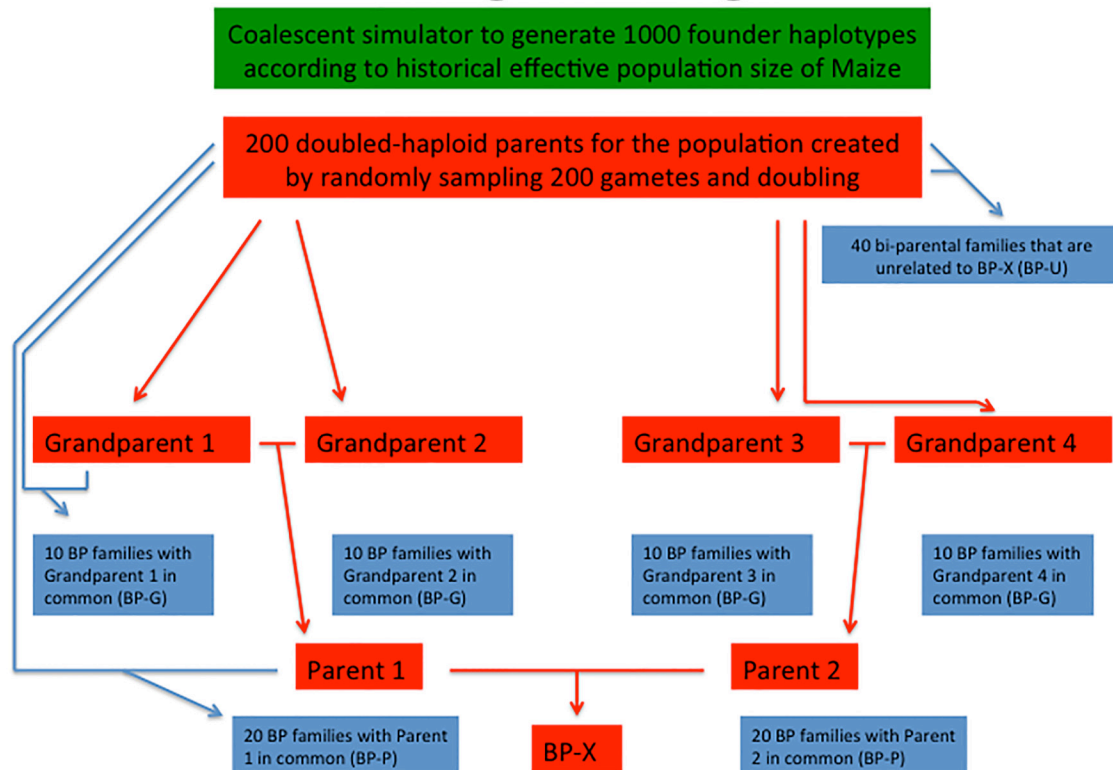 Coalescent simulator to generate 1000 founder haplotypes
according to historical effective population size of Maize
200 doubled-haploid parents for the population created
by randomly sampling 200 gametes and doubling
40 bi-parental families that are
unrelated to BP-X (BP-U)
Grandparent 1
Grandparent 2
Grandparent 3
Grandparent 4
10 BP families with
Grandparent 1 in
common (BP-G)
10 BP families with
Grandparent 2 in
common (BP-G)
10 BP families with
Grandparent 3 in
common (BP-G)
10 BP families with
Grandparent 4 in
common (BP-G)
Parent 1
Parent 2
20 BP families with Parent
1 in common (BP-P)
BP-X
20 BP families with Parent
2 in common (BP-P)